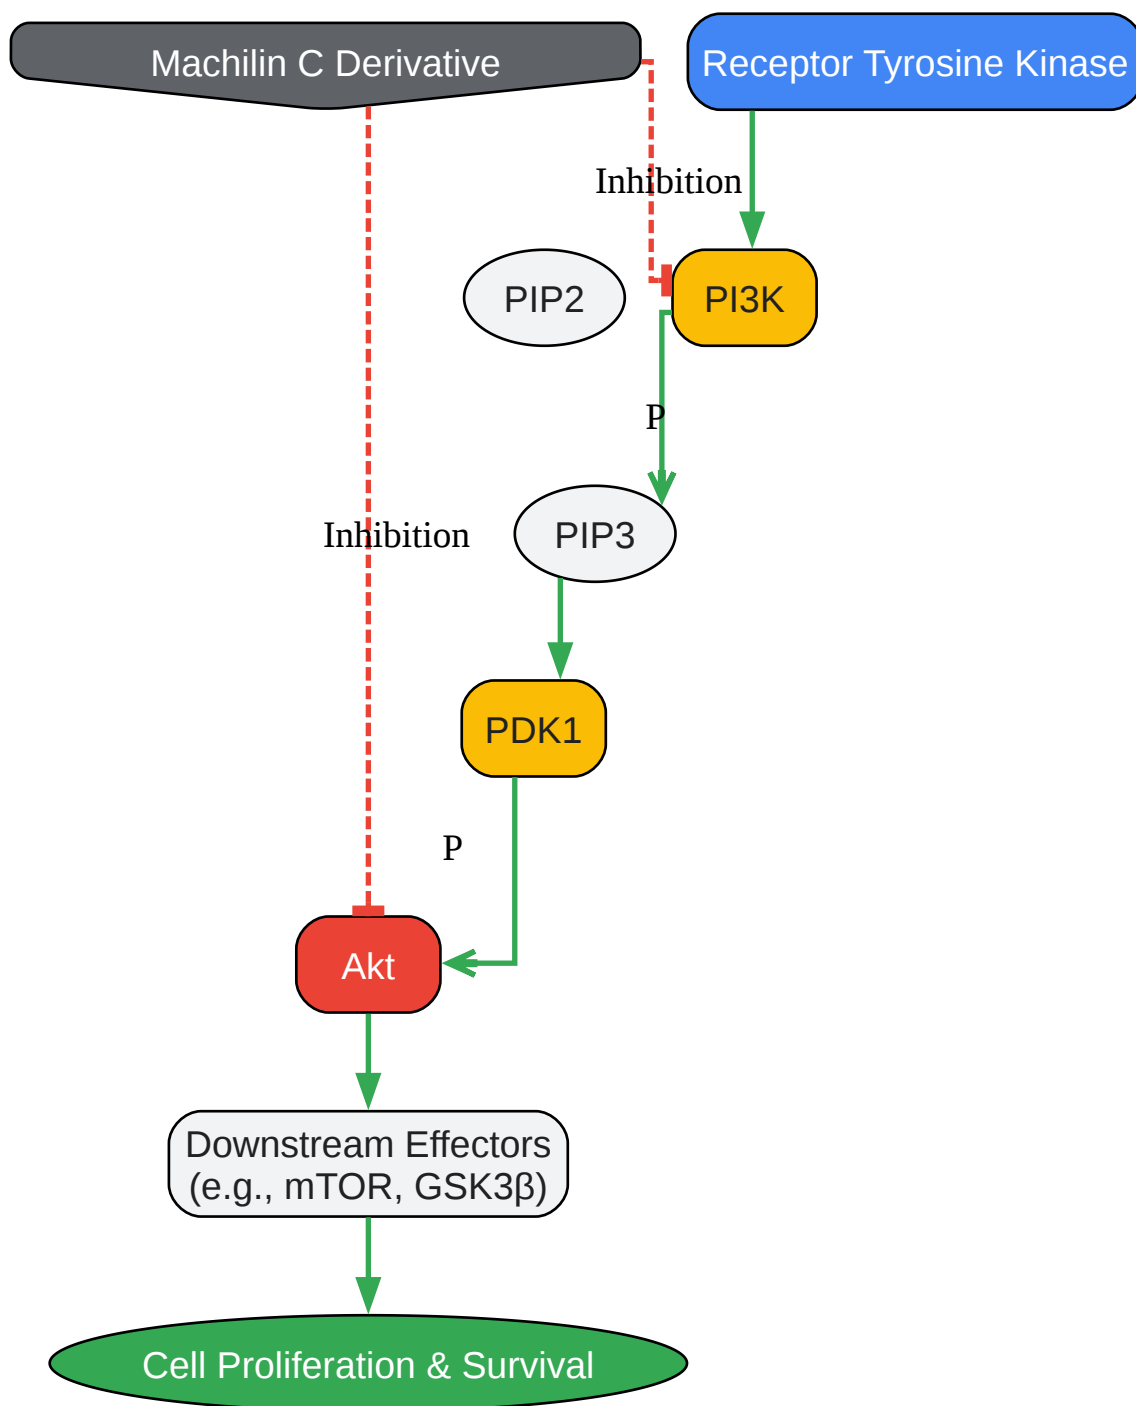 Machilin C Derivative
Receptor Tyrosine Kinase
Inhibition
PIP2
PI3K
P
Inhibition
PIP3
PDK1
P
Akt
Downstream Effectors
(e.g., mTOR, GSK3β)
Cell Proliferation & Survival